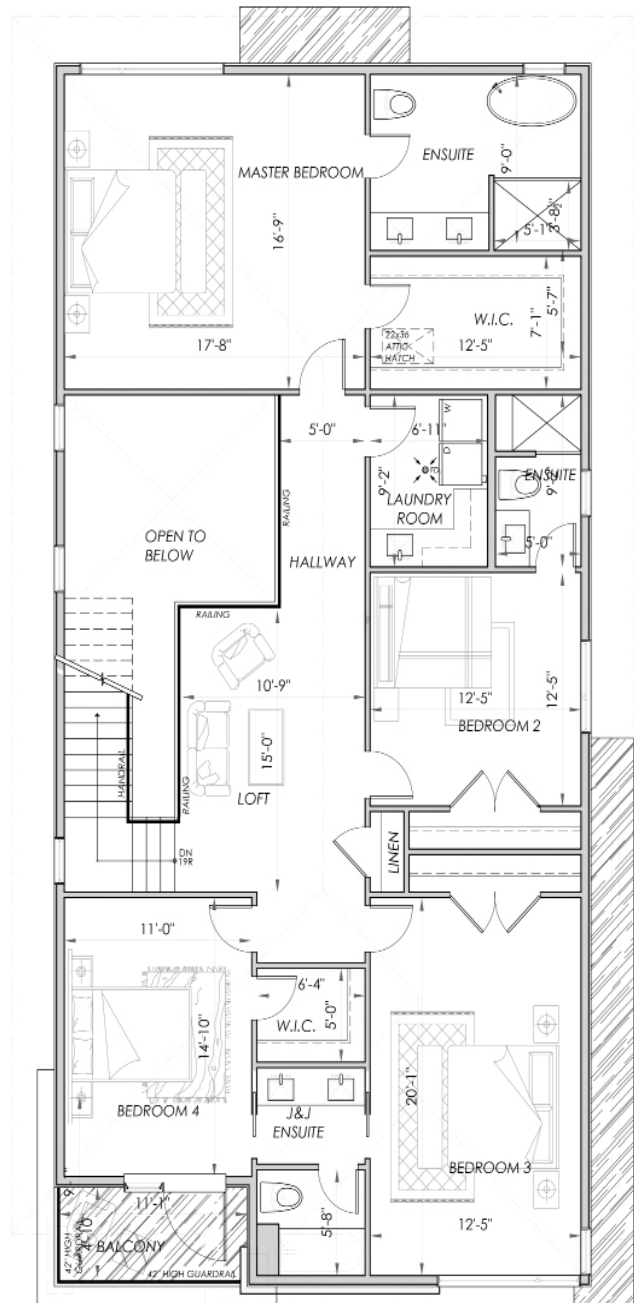 ENSUITE
MASTER BEDROOM
9'-0"
16'-9"
3'-8½"
5'-1"
W.I.C.
5'-7"
7'-1"
22x36
ATTIC
HATCH
17'-8"
12'-5"
W
5'-0"
6'-11"
D
9'-2"
ENSUITE
LAUNDRY
ROOM
RAILING
OPEN TO
BELOW
5'-0"
HALLWAY
RAILING
10'-9"
12'-5"
12'-5"
BEDROOM 2
15'-0"
HANDRAIL
RAILING
LOFT
DN
19R
LINEN
11'-0"
6'-4"
5'-0"
W.I.C.
14'-10"
20'-1"
BEDROOM 4
J&J
ENSUITE
BEDROOM 3
11'-1"
4'-10"
5'-8"
12'-5"
42" HIGH
GUARDRAIL
BALCONY
42" HIGH GUARDRAIL